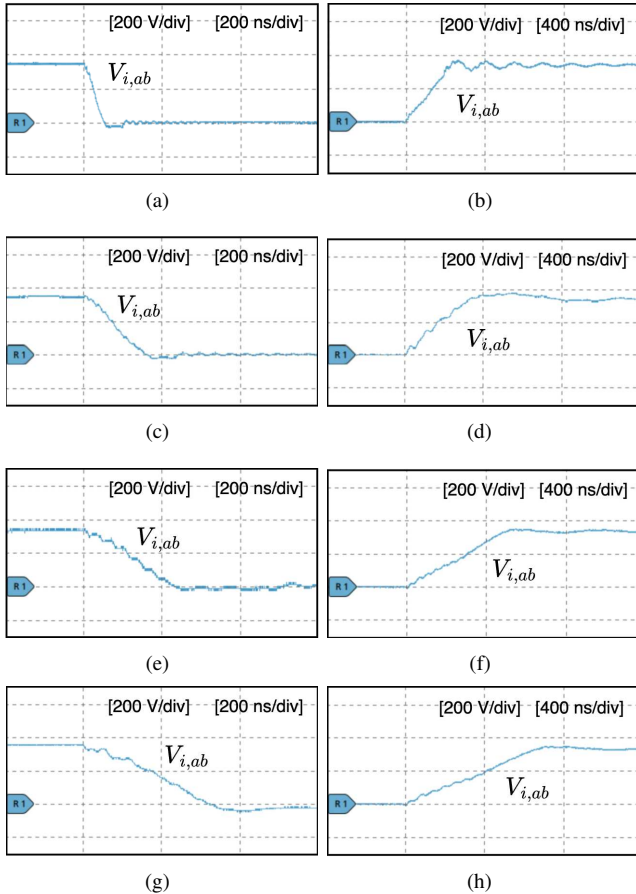 [200 V/div] [200 ns/div]
V_{i,ab}
R1
(a)
[200 V/div] [400 ns/div]
V_{i,ab}
R1
(b)
[200 V/div] [200 ns/div]
V_{i,ab}
R1
(c)
[200 V/div] [400 ns/div]
V_{i,ab}
R1
(d)
[200 V/div] [200 ns/div]
V_{i,ab}
R1
(e)
[200 V/div] [400 ns/div]
V_{i,ab}
R1
(f)
[200 V/div] [200 ns/div]
V_{i,ab}
R1
(g)
[200 V/div] [400 ns/div]
V_{i,ab}
R1
(h)